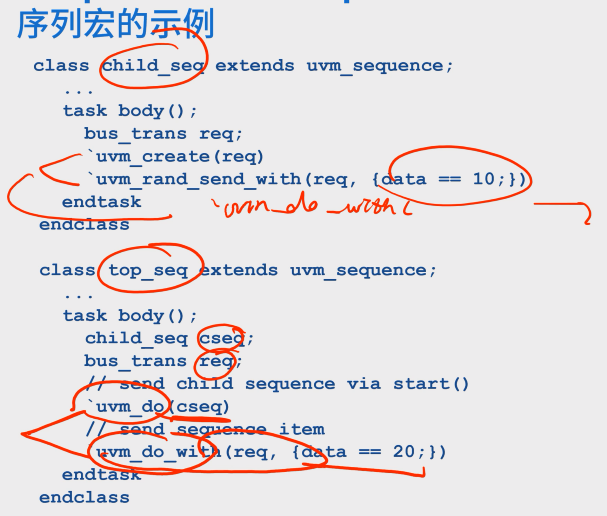 序列宏的示例
class child_seq extends uvm_sequence;
...
task body();
bus_trans req;
`uvm_create(req)
`uvm_rand_send_with(req, {data == 10;})
endtask
`uvm_do_with(
endclass
class top_seq extends uvm_sequence;
...
task body();
child_seq cseq;
bus_trans req;
// send child sequence via start()
`uvm_do(cseq)
// send sequence item
`uvm_do_with(req, {data == 20;})
endtask
endclass